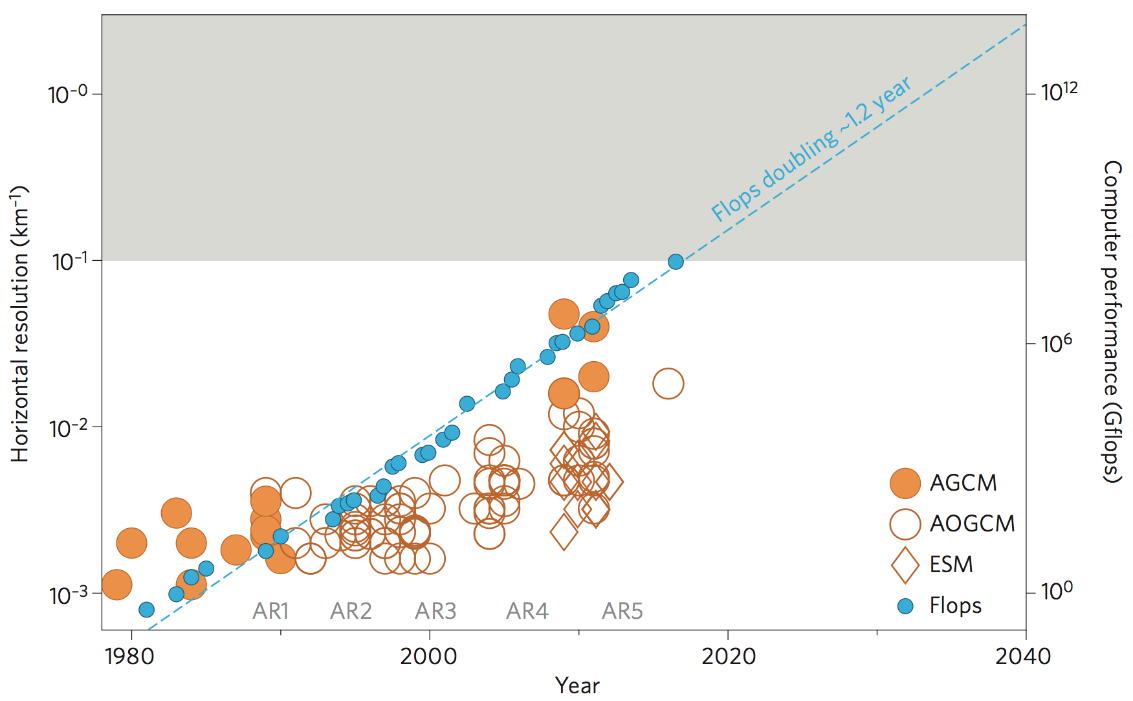 Horizontal resolution (km⁻¹)
10⁻⁰
10⁻¹
10⁻²
10⁻³
Flops doubling ~1.2 year
10¹²
10⁶
10⁰
Computer performance (Gflops)
AGCM
AOGCM
ESM
Flops
AR1 AR2 AR3 AR4 AR5
1980 2000 2020 2040
Year